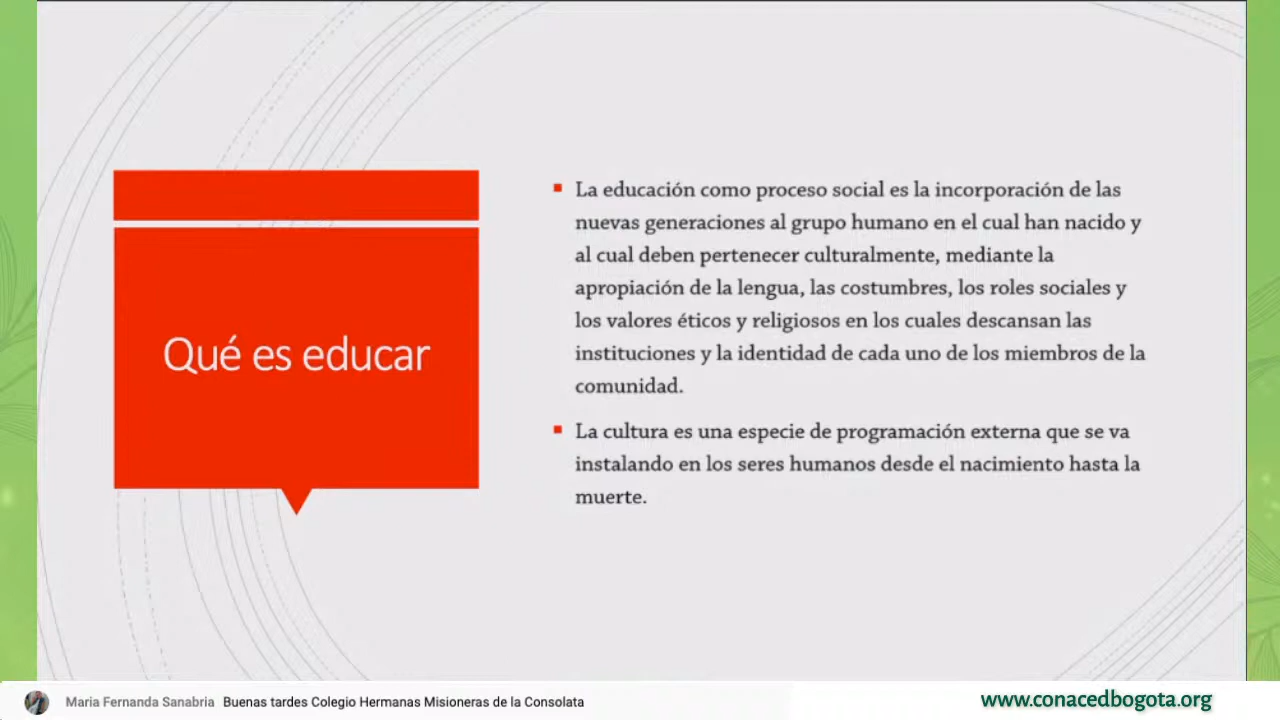 Qué es educar
La educación como proceso social es la incorporación de las
nuevas generaciones al grupo humano en el cual han nacido y
al cual deben pertenecer culturalmente, mediante la
apropiación de la lengua, las costumbres, los roles sociales y
los valores éticos y religiosos en los cuales descansan las
instituciones y la identidad de cada uno de los miembros de la
comunidad.
La cultura es una especie de programación externa que se va
instalando en los seres humanos desde el nacimiento hasta la
muerte.
Maria Fernanda Sanabria Buenas tardes Colegio Hermanas Misioneras de la Consolata
www.conacedbogota.org